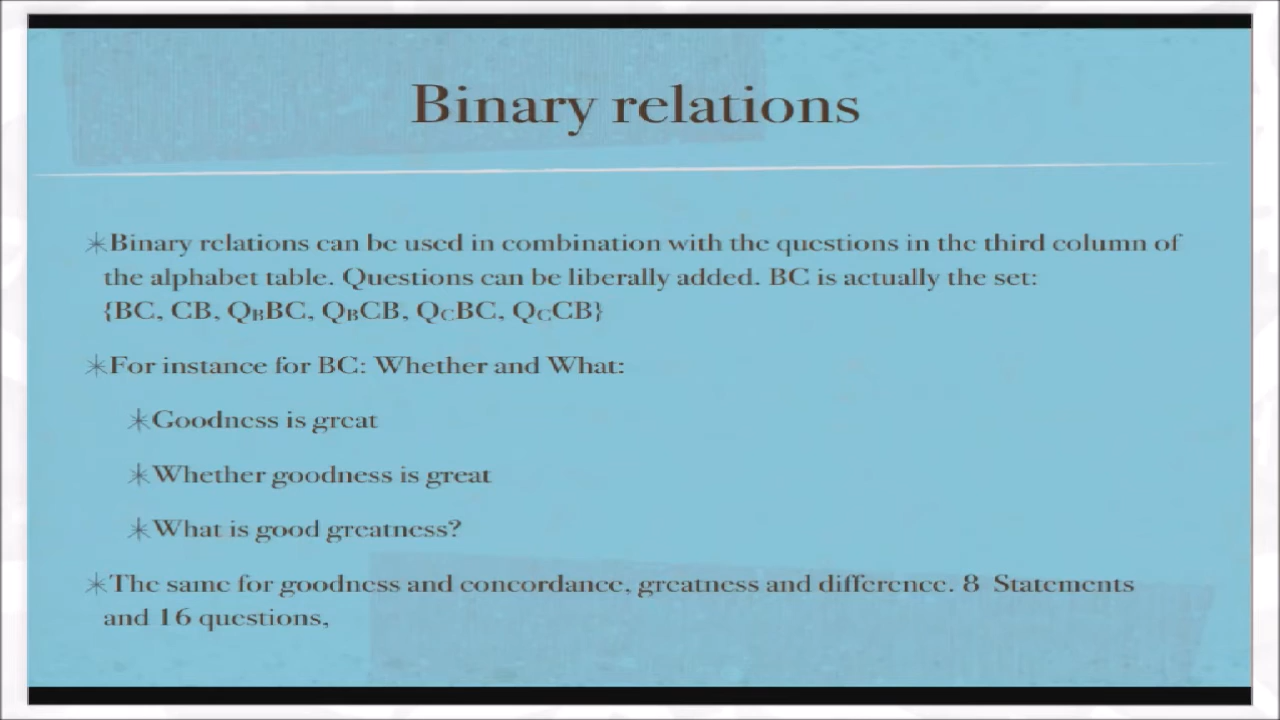 Binary relations
✳Binary relations can be used in combination with the questions in the third column of
the alphabet table. Questions can be liberally added. BC is actually the set:
{BC, CB, QBBC, QBCB, QCBC, QCCB}
✳For instance for BC: Whether and What:
✳Goodness is great
✳Whether goodness is great
✳What is good greatness?
✳The same for goodness and concordance, greatness and difference. 8 Statements
and 16 questions,